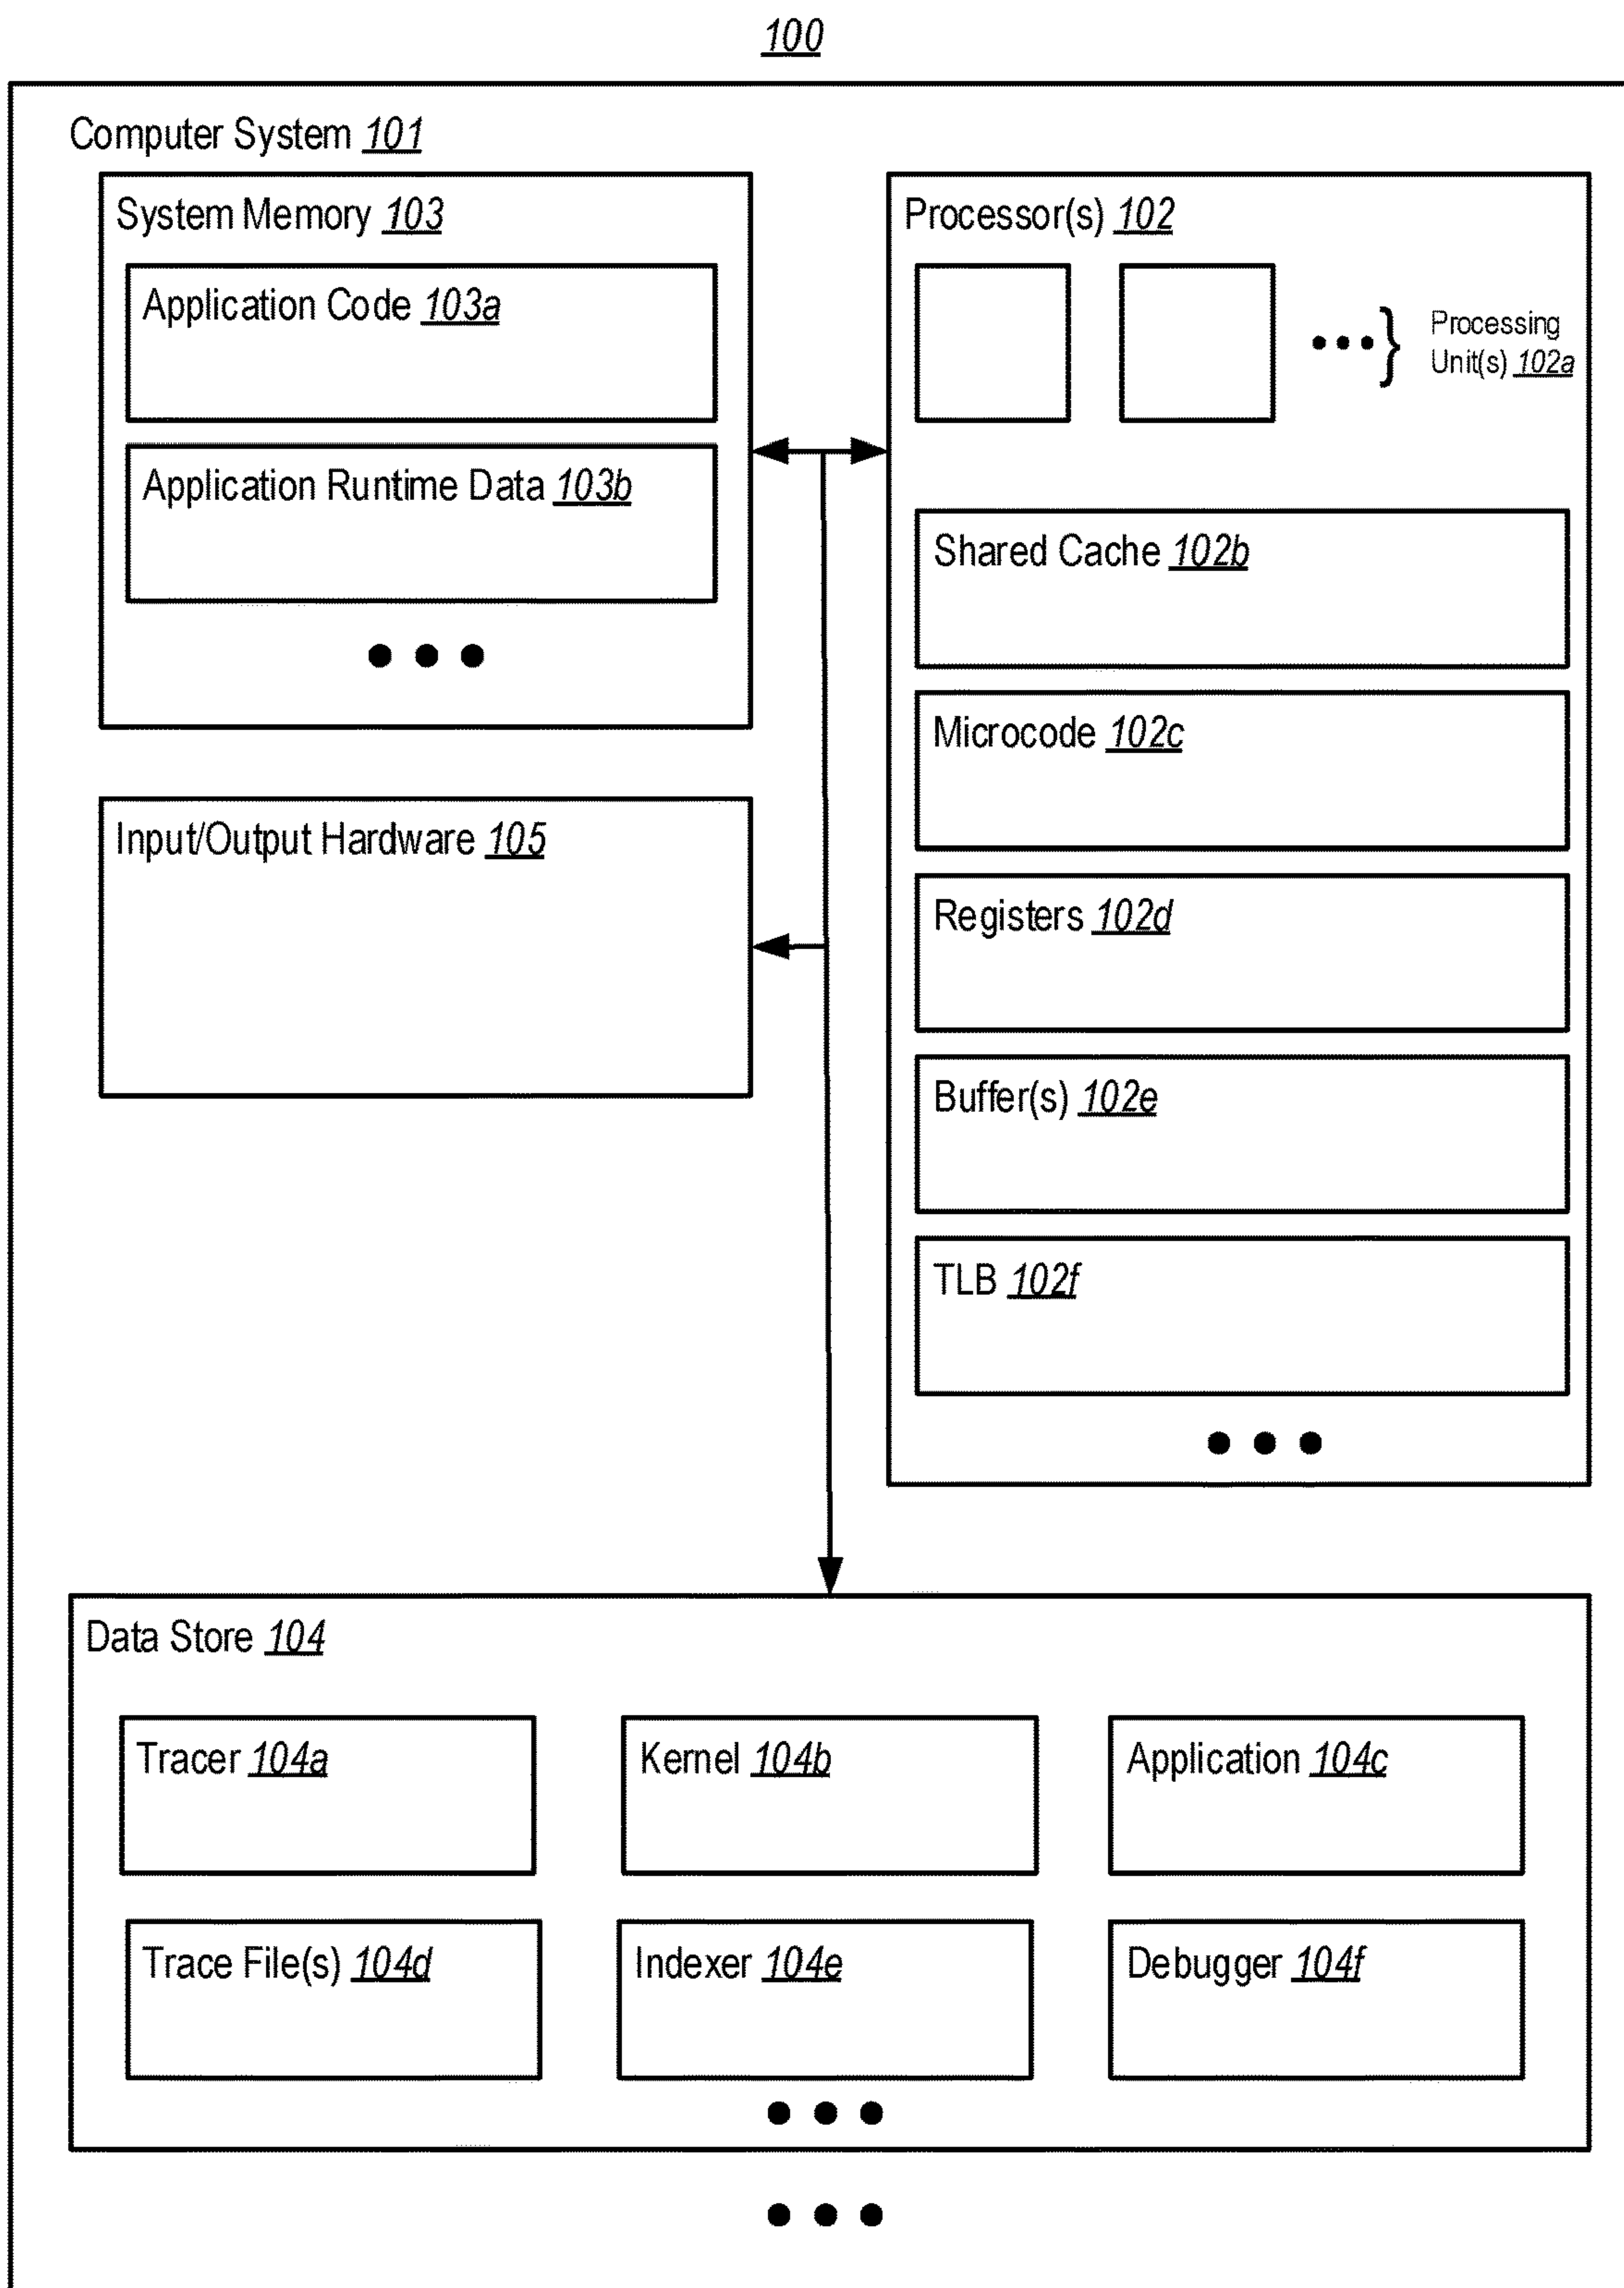 100
Computer System 101
System Memory 103
Application Code 103a
Application Runtime Data 103b
Input/Output Hardware 105
Processor(s) 102
Processing
Unit(s) 102a
Shared Cache 102b
Microcode 102c
Registers 102d
Buffer(s) 102e
TLB 102f
Data Store 104
Tracer 104a
Kernel 104b
Application 104c
Trace File(s) 104d
Indexer 104e
Debugger 104f